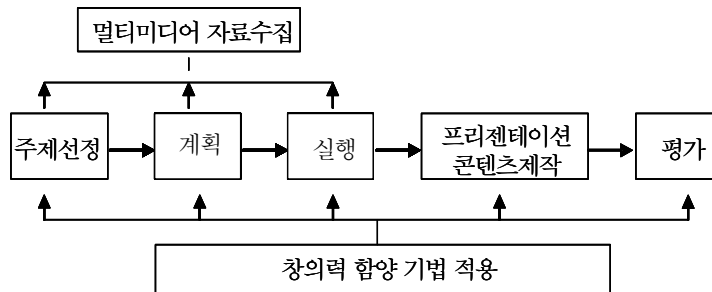 멀티미디어 자료수집
주제선정
계획
실행
프리젠테이션
콘텐츠제작
평가
창의력 함양 기법 적용